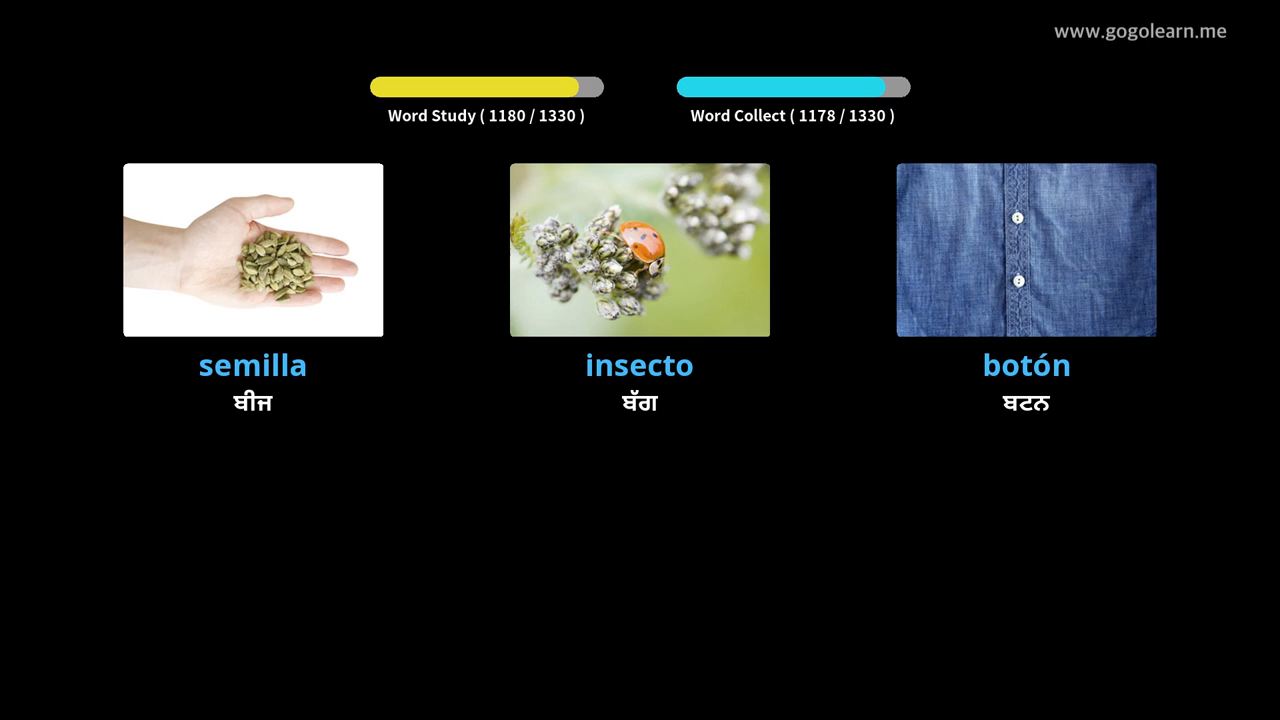 www.gogolearn.me
Word Study ( 1180 / 1330 )
Word Collect ( 1178 / 1330 )
semilla
ਬੀਜ
insecto
ਬੱਗ
botón
ਬਟਨ